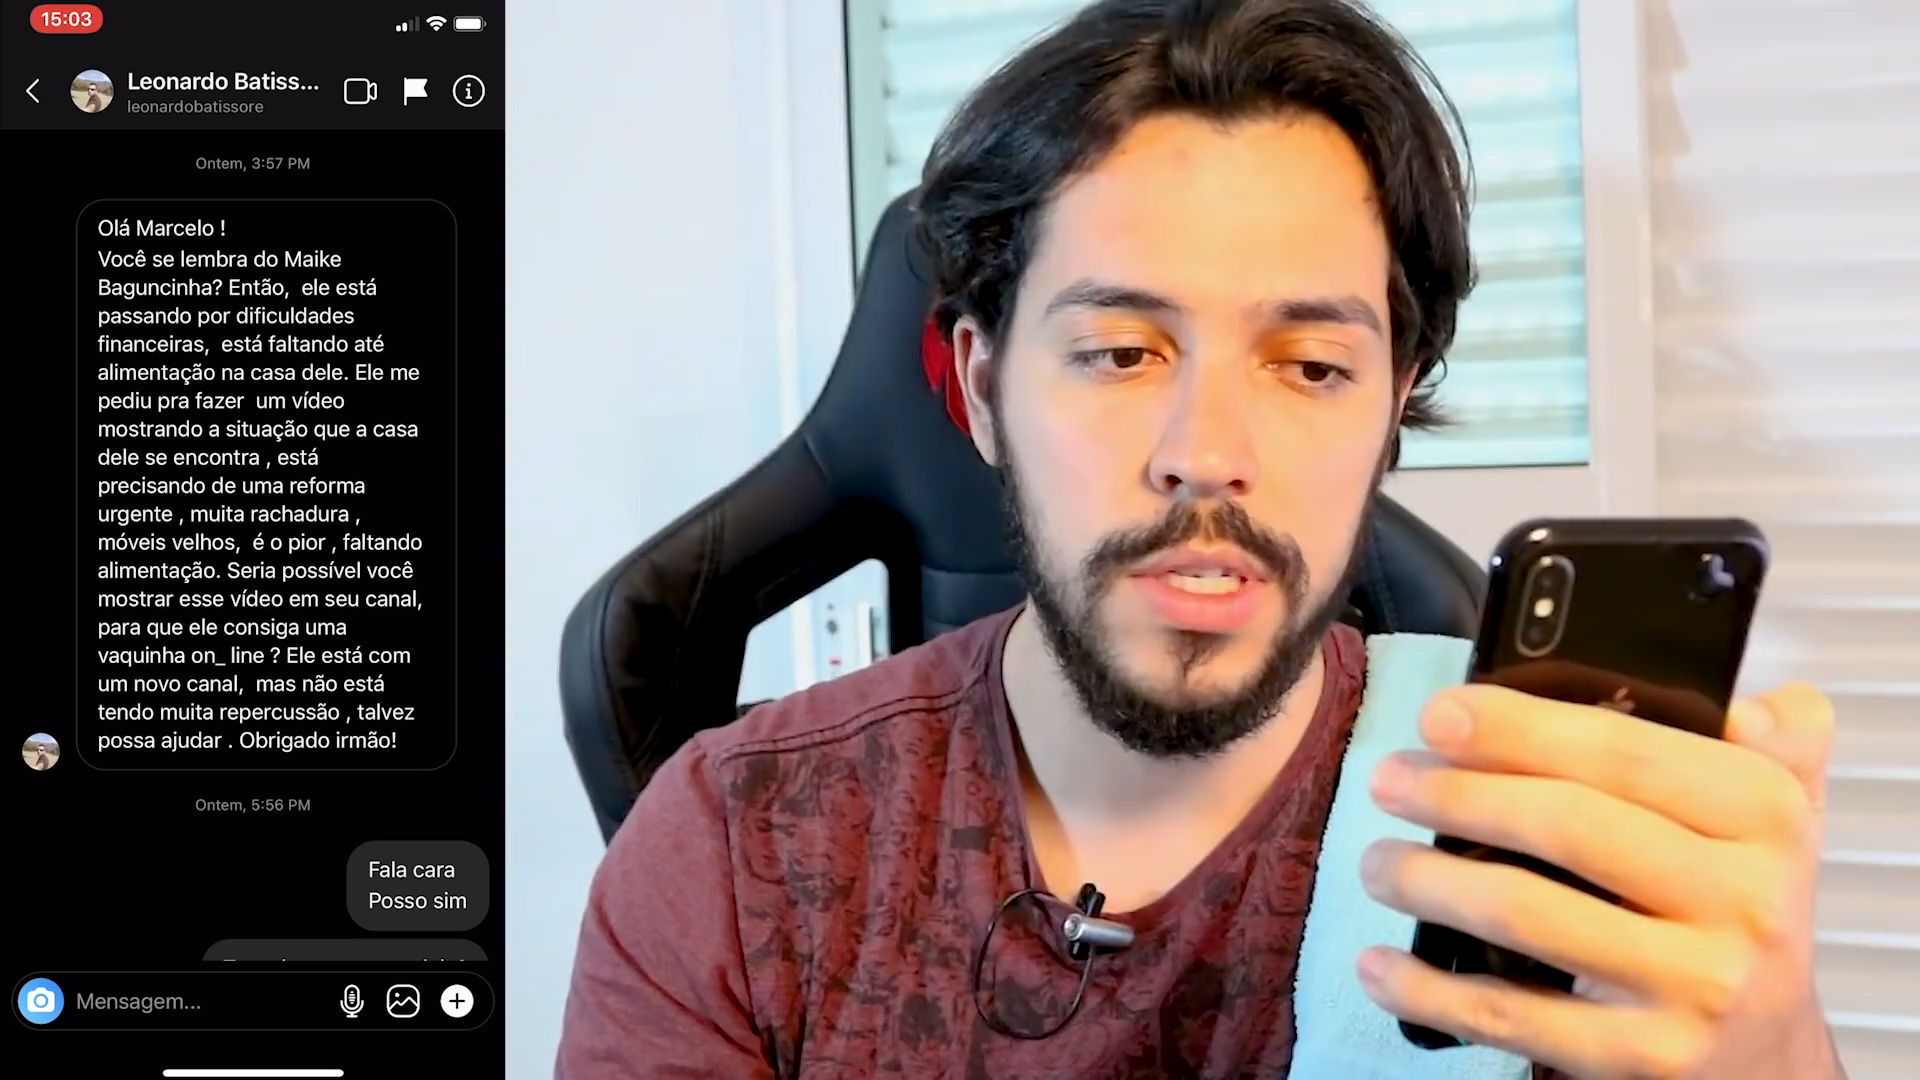 15:03
Leonardo Batiss...
leonardobatissore
Ontem, 3:57 PM
Olá Marcelo !
Você se lembra do Maike
Baguncinha? Então,  ele está
passando por dificuldades
financeiras,  está faltando até
alimentação na casa dele. Ele me
pediu pra fazer  um vídeo
mostrando a situação que a casa
dele se encontra , está
precisando de uma reforma
urgente , muita rachadura ,
móveis velhos,  é o pior , faltando
alimentação. Seria possível você
mostrar esse vídeo em seu canal,
para que ele consiga uma
vaquinha on_ line ? Ele está com
um novo canal,  mas não está
tendo muita repercussão , talvez
possa ajudar . Obrigado irmão!
Ontem, 5:56 PM
Fala cara
Posso sim
Mensagem...